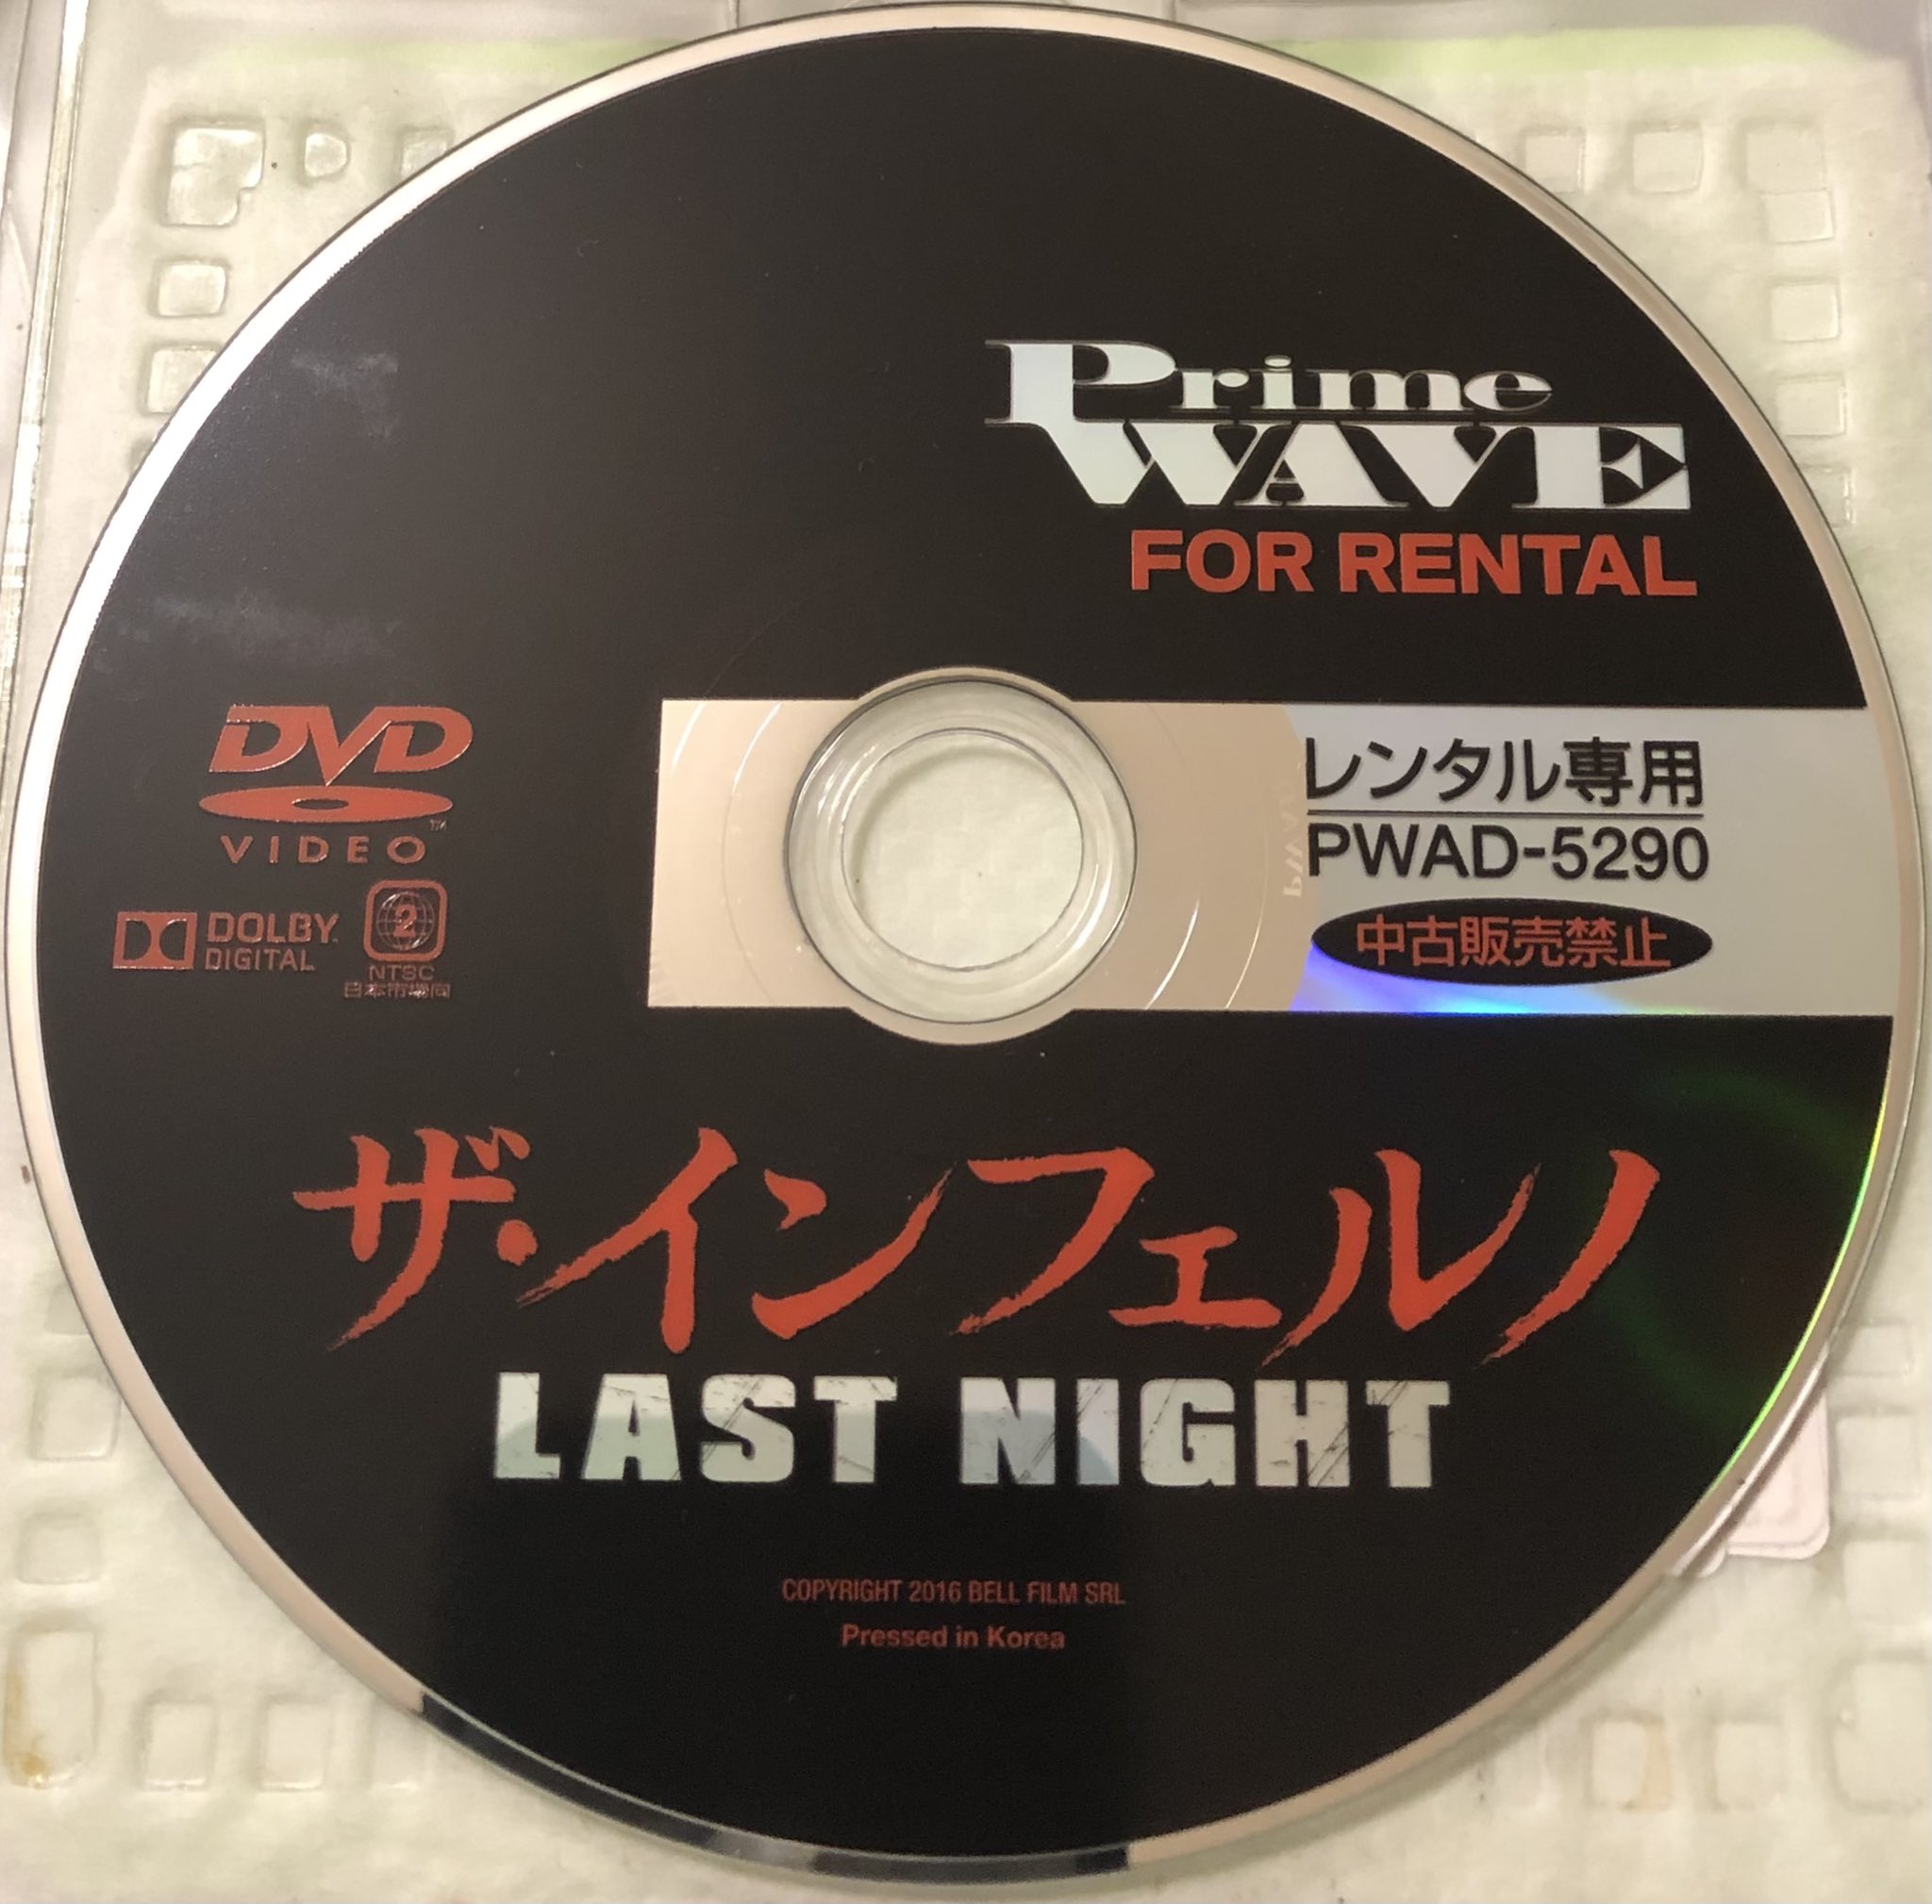 Prime
WAVE
FOR RENTAL
レンタル専用
PWAD-5290
中古販売禁止
DVD
VIDEO
TM
DOLBY
DIGITAL
2
NTSC
日本市場向
ザ・インフェルノ
LAST NIGHT
COPYRIGHT 2016 BELL FILM SRL
Pressed in Korea